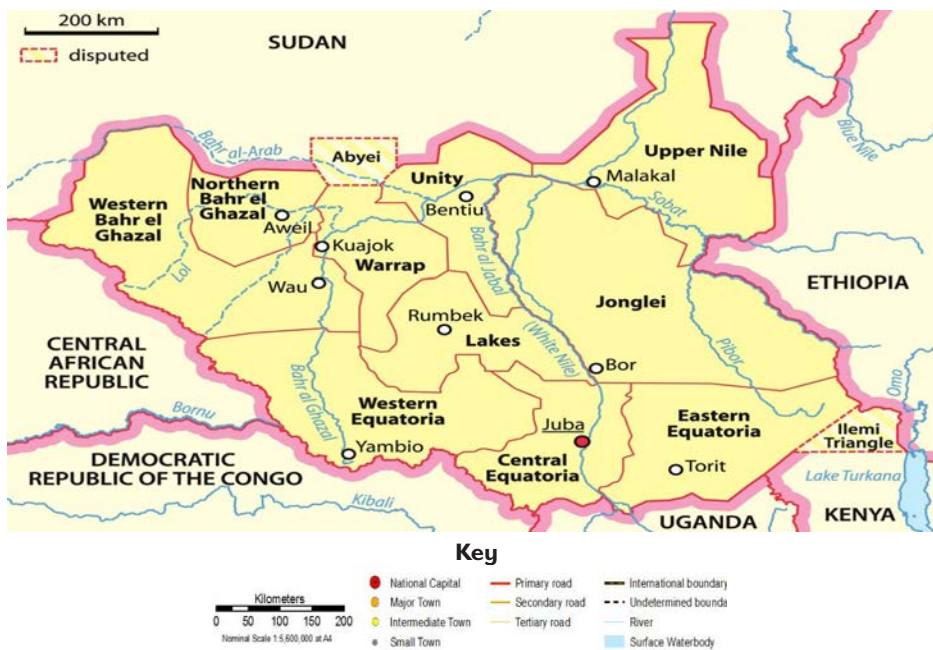 200 km
disputed
SUDAN
Bahr al-Arab
Abyei
Upper Nile
Blue Nile
Unity
Malakal
Northern
Bahr el
Ghazal
Western
Bahr el
Ghazal
Bentiu
Sobat
Aweil
Kuajok
Warrap
Lol
Wau
Bahr al Jabal
(White Nile)
Jonglei
ETHIOPIA
Rumbek
Lakes
CENTRAL
AFRICAN
REPUBLIC
Bor
Pibor
Omo
Bahr al Ghazal
Western
Equatoria
Bornu
Juba
Eastern
Equatoria
Ilemi
Triangle
Yambio
DEMOCRATIC
REPUBLIC OF THE CONGO
Central
Equatoria
Torit
Lake Turkana
Kibali
UGANDA
KENYA
Key
Kilometers
0 25 50 100 150 200
Nominal Scale 1:5,600,000 at A4
National Capital
Major Town
Intermediate Town
Small Town
Primary road
Secondary road
Tertiary road
International boundary
Undetermined bounda
River
Surface Waterbody